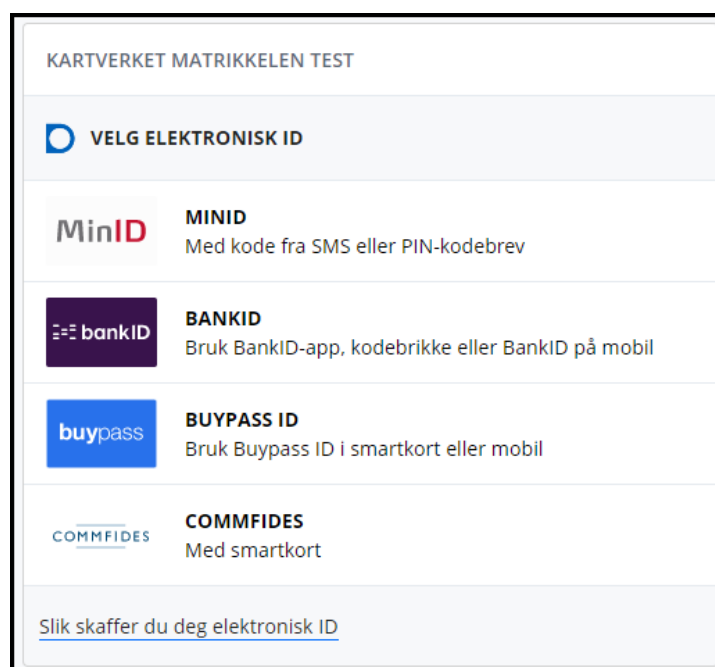 KARTVERKET MATRIKKELEN TEST
VELG ELEKTRONISK ID
MinID
MINID
Med kode fra SMS eller PIN-kodebrev
bankID
BANKID
Bruk BankID-app, kodebrikke eller BankID på mobil
buypass
BUYPASS ID
Bruk Buypass ID i smartkort eller mobil
COMMFIDES
COMMFIDES
Med smartkort
Slik skaffer du deg elektronisk ID